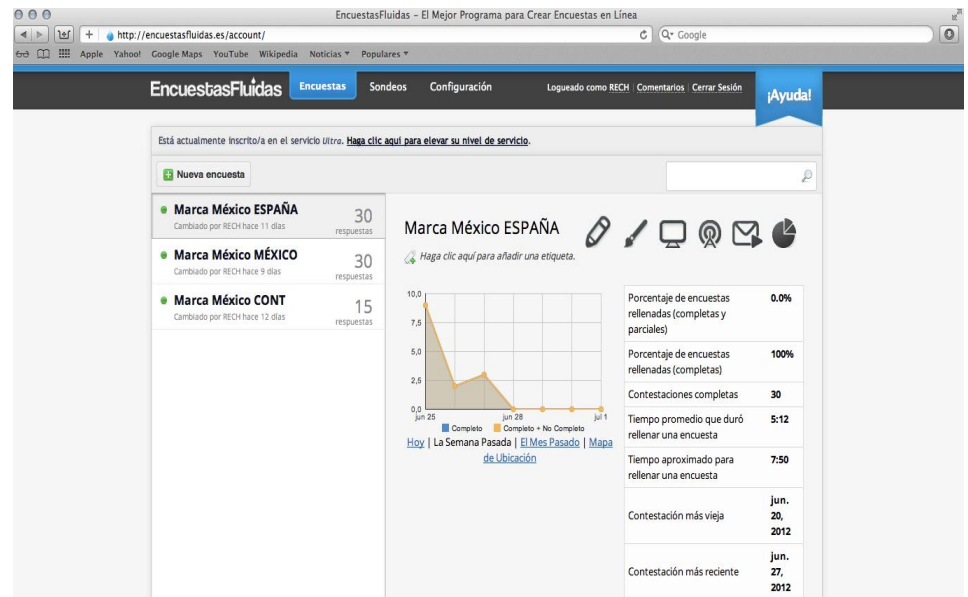 EncuestasFluidas – El Mejor Programa para Crear Encuestas en Línea
http://encuestasfluidas.es/account/
Google
Apple Yahoo! Google Maps YouTube Wikipedia Noticias Populares
EncuestasFluidas Encuestas Sondeos Configuración Logueado como RECH | Comentarios | Cerrar Sesión ¡Ayuda!
Está actualmente inscrito/a en el servicio Ultra. Haga clic aquí para elevar su nivel de servicio.
Nueva encuesta
Marca México ESPAÑA 30
Cambiado por RECH hace 11 días respuestas
Marca México MÉXICO 30
Cambiado por RECH hace 9 días respuestas
Marca México CONT 15
Cambiado por RECH hace 12 días respuestas
Marca México ESPAÑA
Haga clic aquí para añadir una etiqueta.
10,0
7,5
5,0
2,5
0,0
jun 25 jun 28 jul 1
Completo Completo + No Completo
Hoy | La Semana Pasada | El Mes Pasado | Mapa
de Ubicación
Porcentaje de encuestas 0.0%
rellenadas (completas y
parciales)
Porcentaje de encuestas 100%
rellenadas (completas)
Contestaciones completas 30
Tiempo promedio que duró 5:12
rellenar una encuesta
Tiempo aproximado para 7:50
rellenar una encuesta
jun.
Contestación más vieja 20,
2012
jun.
Contestación más reciente 27,
2012